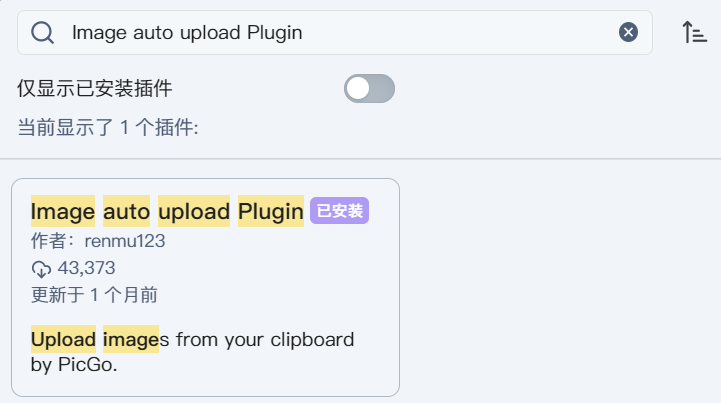 Image auto upload Plugin
仅显示已安装插件
当前显示了 1 个插件:
Image auto upload Plugin 已安装
作者：renmu123
43,373
更新于 1 个月前
Upload images from your clipboard
by PicGo.